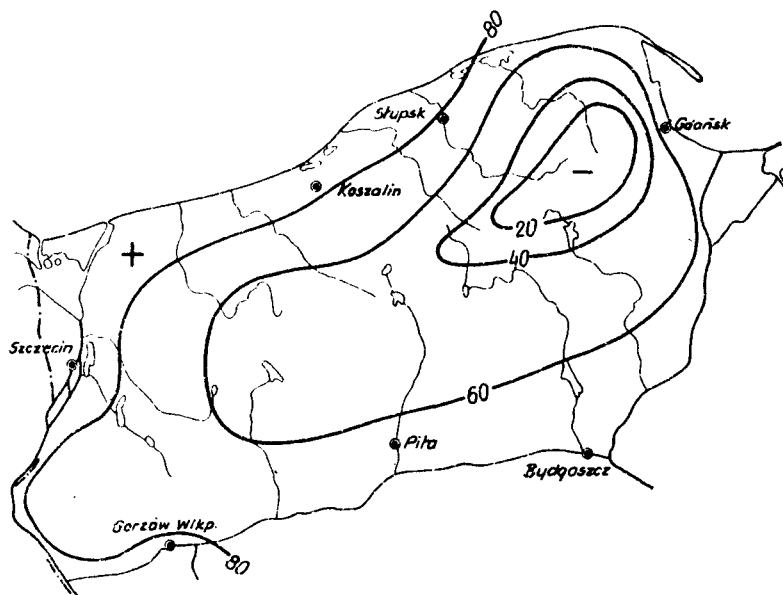 80
Słupsk
Gdańsk
Koszalin
+
-
20
40
Szczecin
60
Piła
Bydgoszcz
Gorzów Wlkp.
80